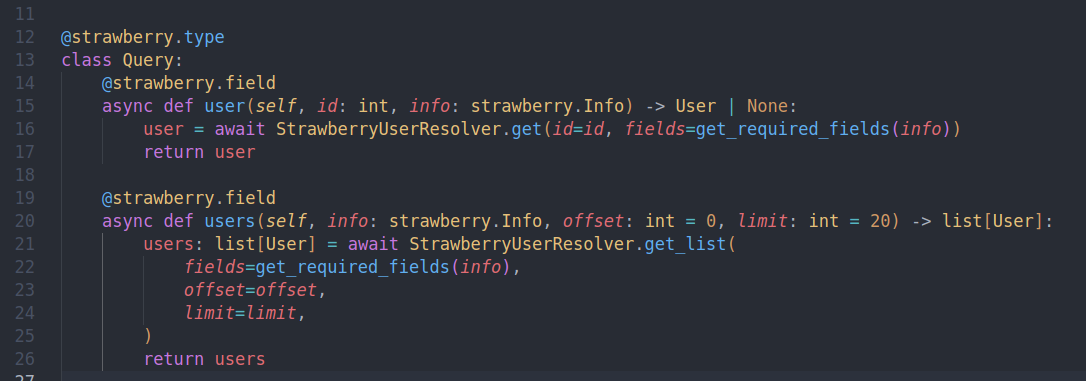 11
12 @strawberry.type
13 class Query:
14     @strawberry.field
15     async def user(self, id: int, info: strawberry.Info) -> User | None:
16         user = await StrawberryUserResolver.get(id=id, fields=get_required_fields(info))
17         return user
18
19     @strawberry.field
20     async def users(self, info: strawberry.Info, offset: int = 0, limit: int = 20) -> list[User]:
21         users: list[User] = await StrawberryUserResolver.get_list(
22             fields=get_required_fields(info),
23             offset=offset,
24             limit=limit,
25         )
26         return users
27